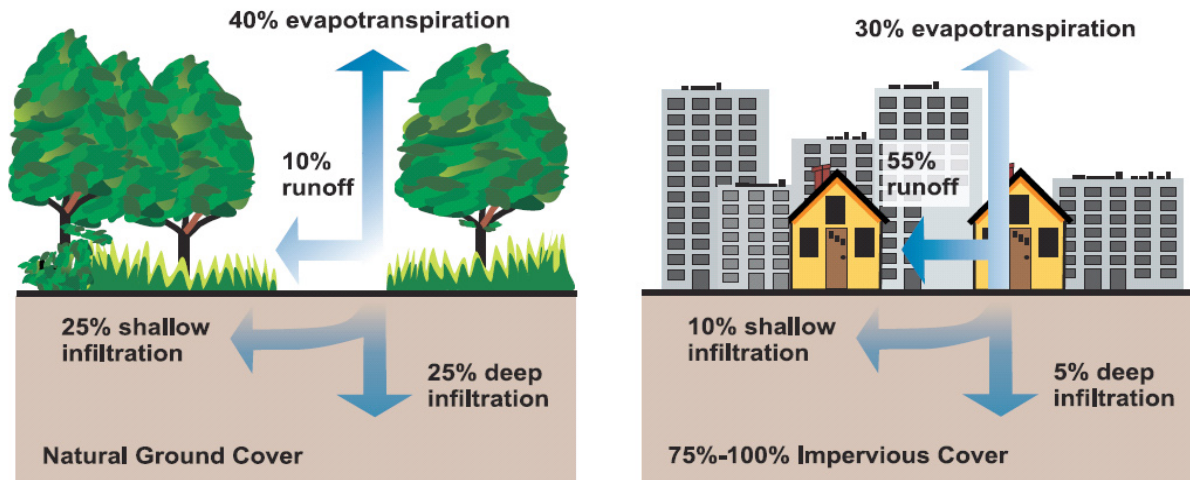 40% evapotranspiration
10%
runoff
25% shallow
infiltration
25% deep
infiltration
Natural Ground Cover
30% evapotranspiration
55%
runoff
10% shallow
infiltration
5% deep
infiltration
75%-100% Impervious Cover